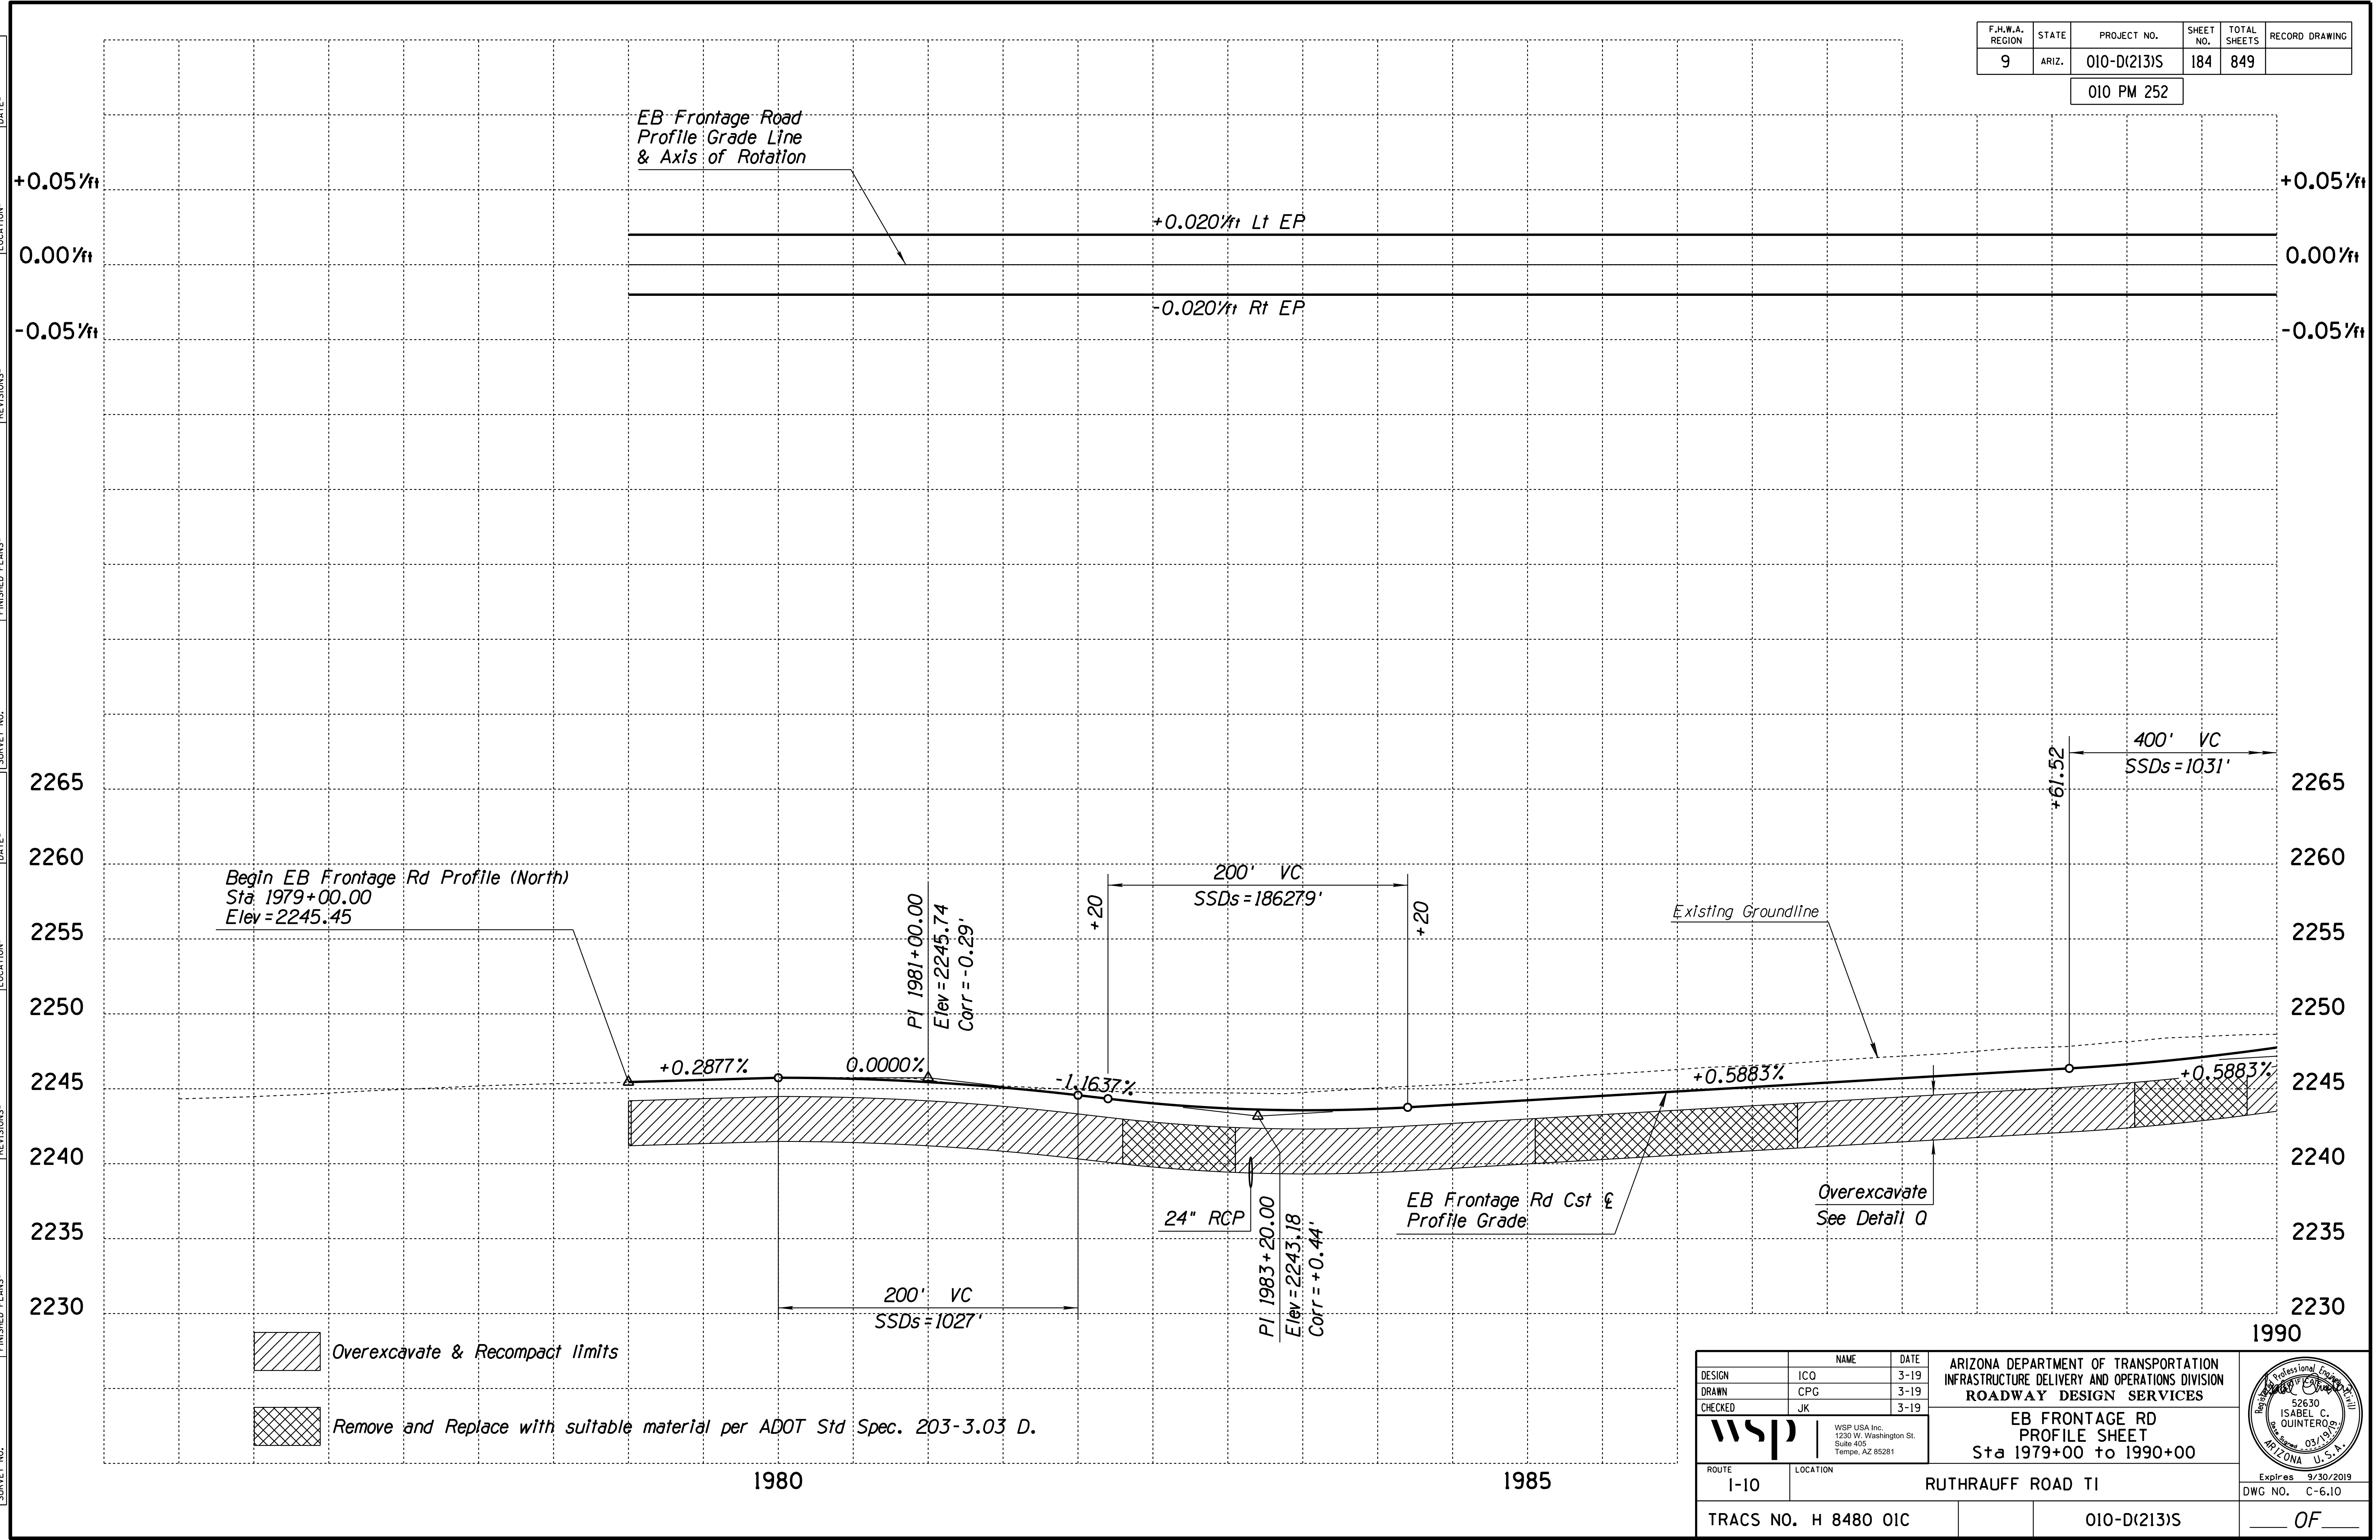 F.H.W.A. REGION STATE PROJECT NO. SHEET NO. TOTAL SHEETS RECORD DRAWING
9 ARIZ. 010-D(213)S 184 849
010 PM 252
EB Frontage Road
Profile Grade Line
& Axis of Rotation
+0.05'/ft
+0.05'/ft
+0.020'/ft Lt EP
0.00'/ft
0.00'/ft
-0.020'/ft Rt EP
-0.05'/ft
-0.05'/ft
400' VC
SSDs=1031'
+61.52
2265
2265
2260
2260
Begin EB Frontage Rd Profile (North)
Sta 1979+00.00
Elev=2245.45
200' VC
SSDs=186279'
+20
+20
PI 1981+00.00
Elev=2245.74
Corr=-0.29'
Existing Groundline
2255
2255
2250
2250
+0.2877%
0.0000%
-1.1637%
+0.5883%
+0.5883%
2245
2245
2240
2240
24" RCP
PI 1983+20.00
Elev=2243.18
Corr=+0.44'
EB Frontage Rd Cst ℄
Profile Grade
Overexcavate
See Detail Q
2235
2235
2230
2230
200' VC
SSDs=1027'
1990
Overexcavate & Recompact limits
Remove and Replace with suitable material per ADOT Std Spec. 203-3.03 D.
1980
1985
NAME DATE
DESIGN ICQ 3-19
DRAWN CPG 3-19
CHECKED JK 3-19
wsp
WSP USA Inc.
1230 W. Washington St.
Suite 405
Tempe, AZ 85281
ARIZONA DEPARTMENT OF TRANSPORTATION
INFRASTRUCTURE DELIVERY AND OPERATIONS DIVISION
ROADWAY DESIGN SERVICES
EB FRONTAGE RD
PROFILE SHEET
Sta 1979+00 to 1990+00
Registered Professional Engineer (Civil)
52630
ISABEL C.
QUINTERO
Date Signed 03/19/19
ARIZONA U.S.A.
Expires 9/30/2019
DWG NO. C-6.10
ROUTE
I-10
LOCATION
RUTHRAUFF ROAD TI
TRACS NO. H 8480 01C
010-D(213)S
OF